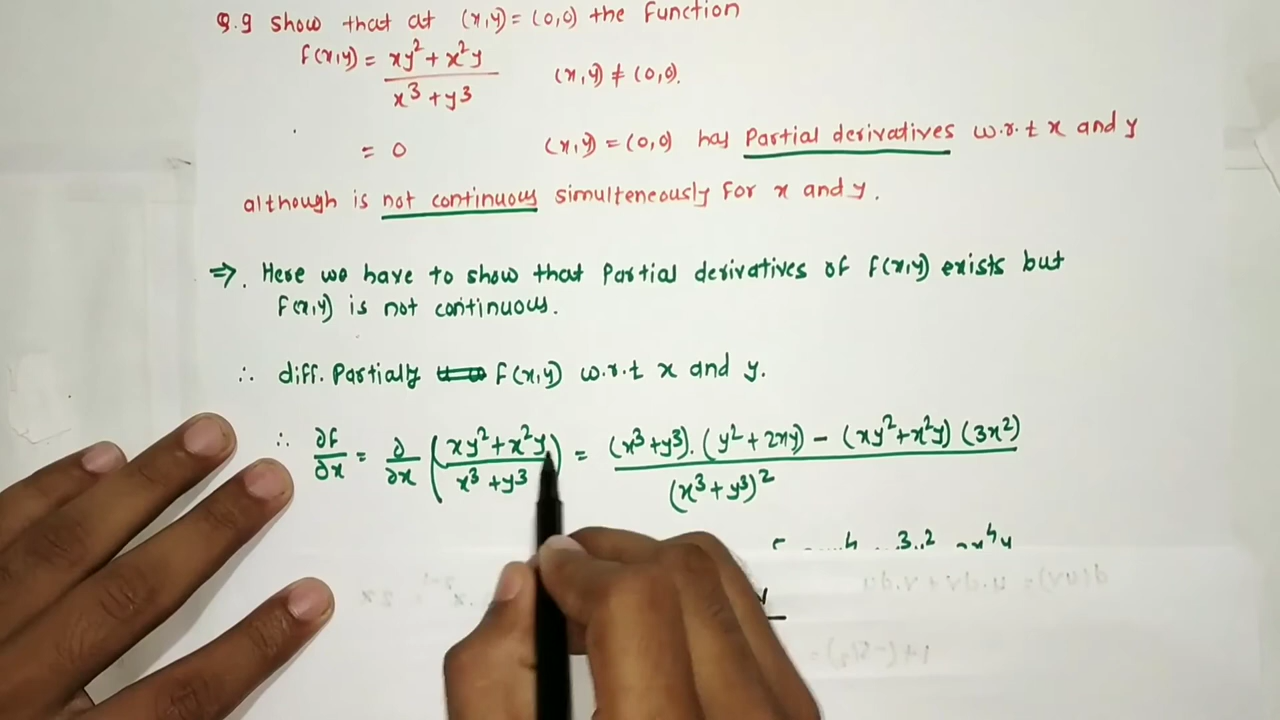 Q.9 show that at (x,y) = (0,0) the function
f(x,y) = xy² + x²y / x³ + y³ (x,y) ≠ (0,0).
= 0 (x,y) = (0,0) has Partial derivatives w.r.t x and y
although is not continuous simulteneously for x and y.
⇒. Here we have to show that Partial derivatives of f(x,y) exists but
f(x,y) is not continuous.
∴ diff. Partially f(x,y) w.r.t x and y.
∴ ∂f/∂x = ∂/∂x (xy² + x²y / x³ + y³) = (x³+y³).(y²+2xy) − (xy²+x²y)(3x²) / (x³+y³)²